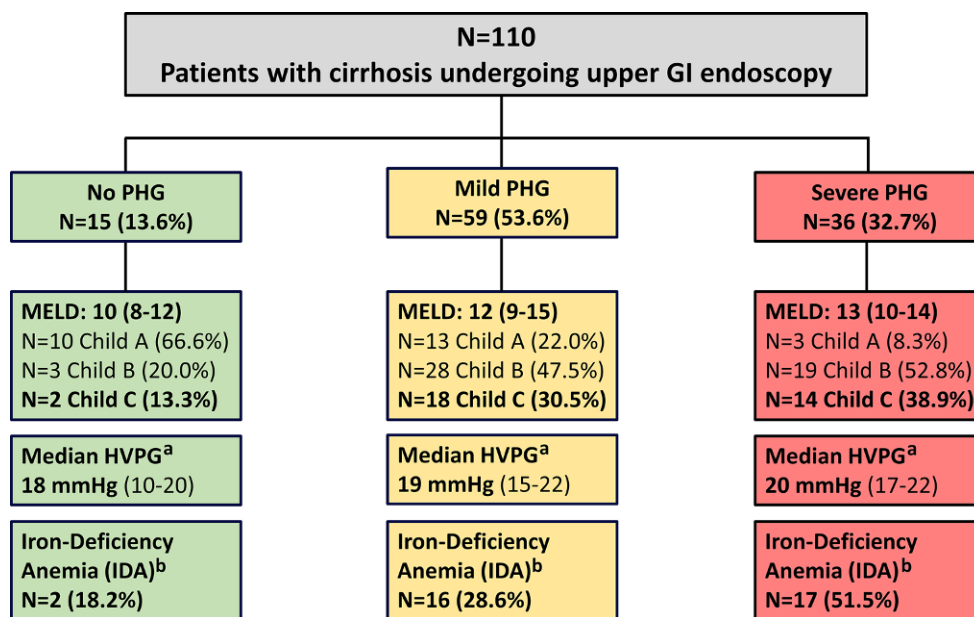 N=110
Patients with cirrhosis undergoing upper GI endoscopy
No PHG
N=15 (13.6%)
Mild PHG
N=59 (53.6%)
Severe PHG
N=36 (32.7%)
MELD: 10 (8-12)
N=10 Child A (66.6%)
N=3 Child B (20.0%)
N=2 Child C (13.3%)
MELD: 12 (9-15)
N=13 Child A (22.0%)
N=28 Child B (47.5%)
N=18 Child C (30.5%)
MELD: 13 (10-14)
N=3 Child A (8.3%)
N=19 Child B (52.8%)
N=14 Child C (38.9%)
Median HVPGa
18 mmHg (10-20)
Median HVPGa
19 mmHg (15-22)
Median HVPGa
20 mmHg (17-22)
Iron-Deficiency
Anemia (IDA)b
N=2 (18.2%)
Iron-Deficiency
Anemia (IDA)b
N=16 (28.6%)
Iron-Deficiency
Anemia (IDA)b
N=17 (51.5%)